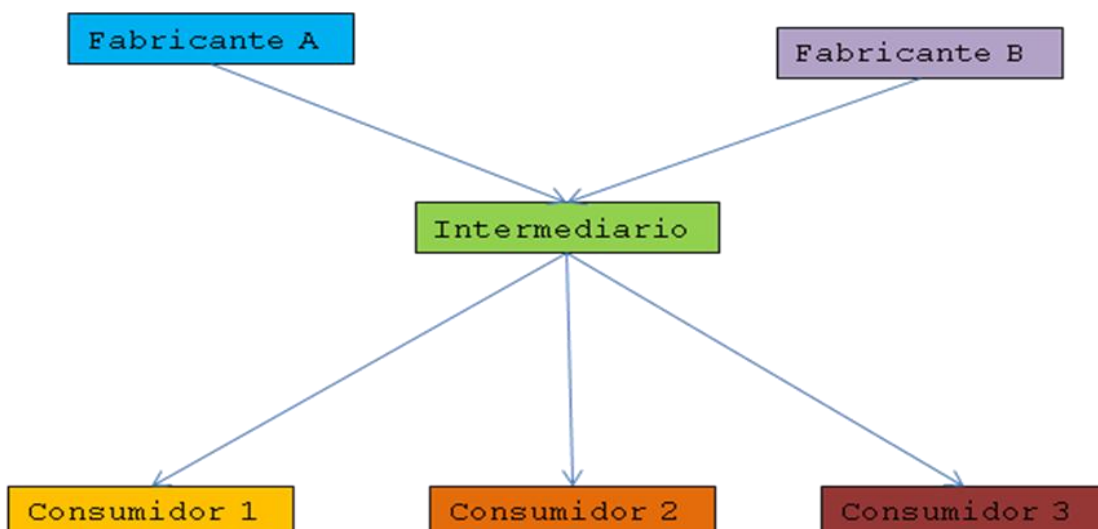 Fabricante A
Fabricante B
Intermediario
Consumidor 1
Consumidor 2
Consumidor 3